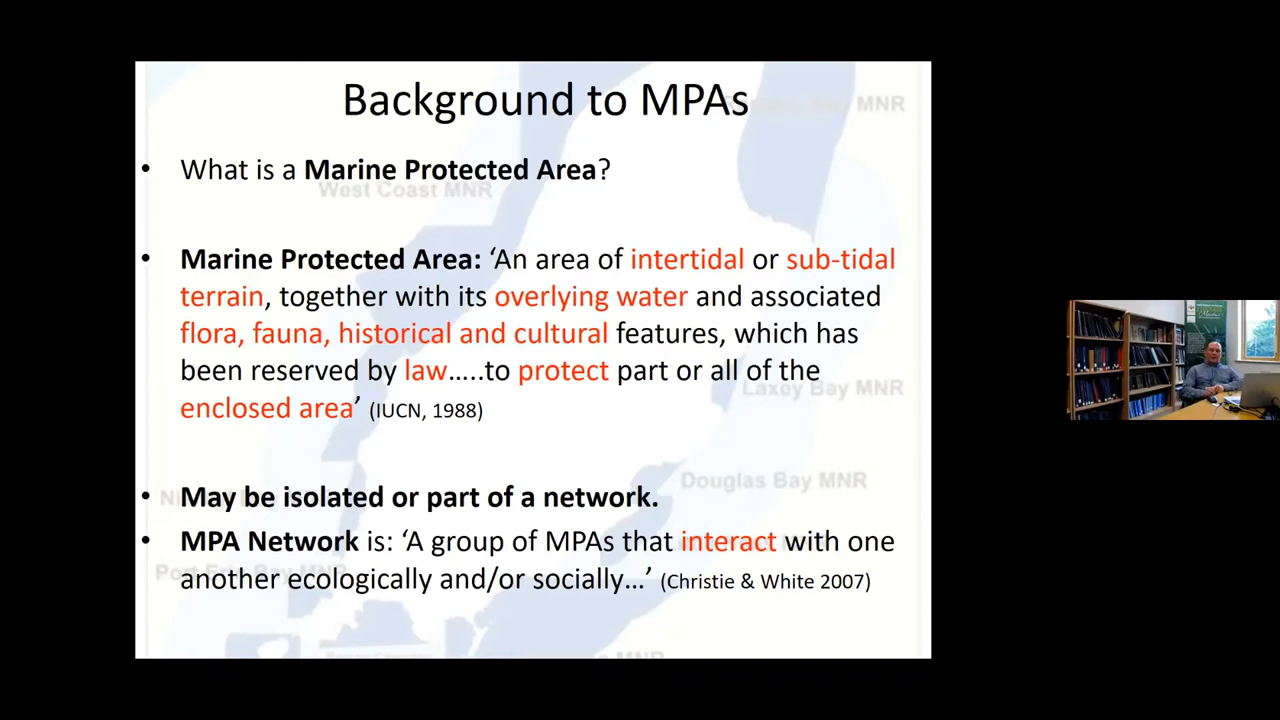 Background to MPAs
MNR
• What is a Marine Protected Area?
West Coast MNR
• Marine Protected Area: ‘An area of intertidal or sub-tidal
terrain, together with its overlying water and associated
flora, fauna, historical and cultural features, which has
been reserved by law…..to protect part or all of the
Laxey Bay MNR
enclosed area’ (IUCN, 1988)
Douglas Bay MNR
• May be isolated or part of a network.
• MPA Network is: ‘A group of MPAs that interact with one
another ecologically and/or socially…’ (Christie & White 2007)
MNR